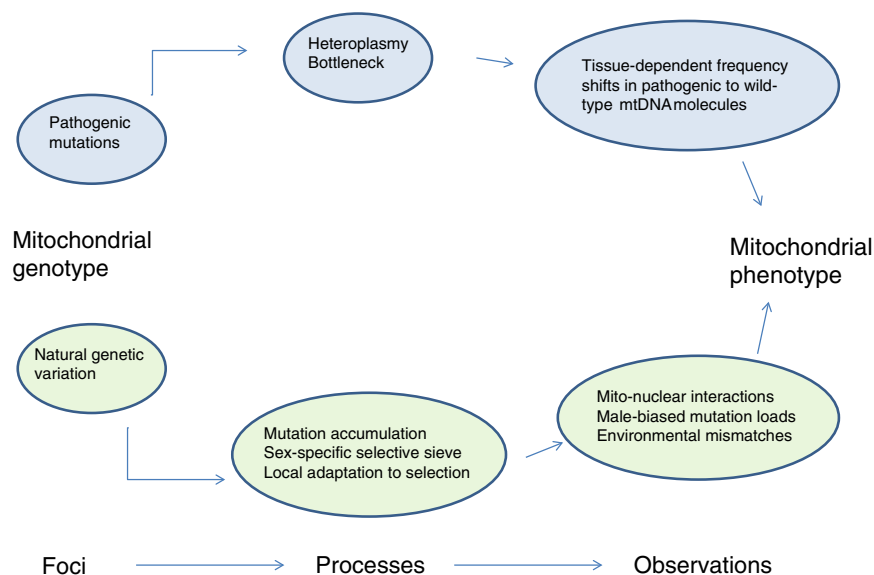 Heteroplasmy
Bottleneck
Tissue-dependent frequency
shifts in pathogenic to wild-
type mtDNA molecules
Pathogenic
mutations
Mitochondrial
genotype
Mitochondrial
phenotype
Natural genetic
variation
Mutation accumulation
Sex-specific selective sieve
Local adaptation to selection
Mito-nuclear interactions
Male-biased mutation loads
Environmental mismatches
Foci
Processes
Observations